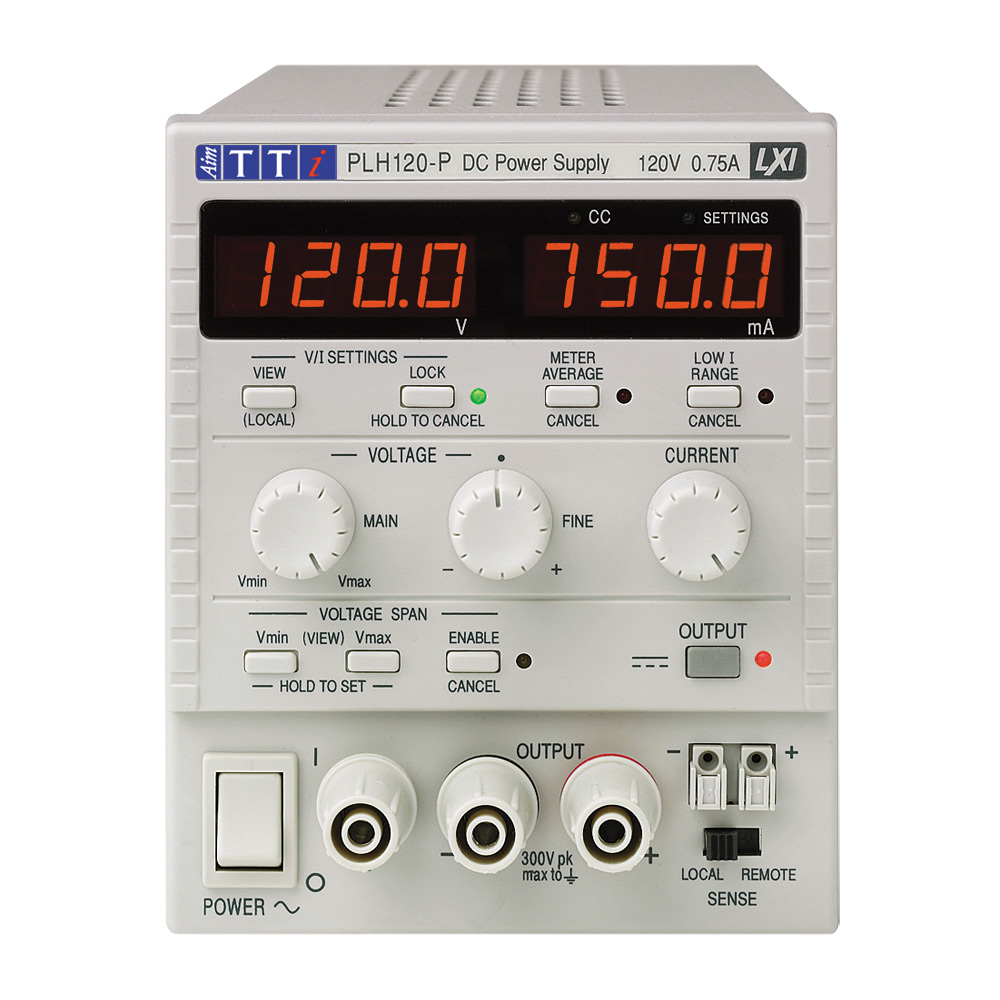 Aim TTi PLH120-P DC Power Supply 120V 0.75A LXI
CC SETTINGS
120.0 750.0
V mA
V/I SETTINGS
VIEW LOCK METER AVERAGE LOW I RANGE
(LOCAL) HOLD TO CANCEL CANCEL CANCEL
VOLTAGE CURRENT
MAIN FINE
Vmin Vmax - +
VOLTAGE SPAN
Vmin (VIEW) Vmax ENABLE OUTPUT
HOLD TO SET CANCEL
I OUTPUT - +
- 300V pk +
max to
O LOCAL REMOTE
POWER SENSE